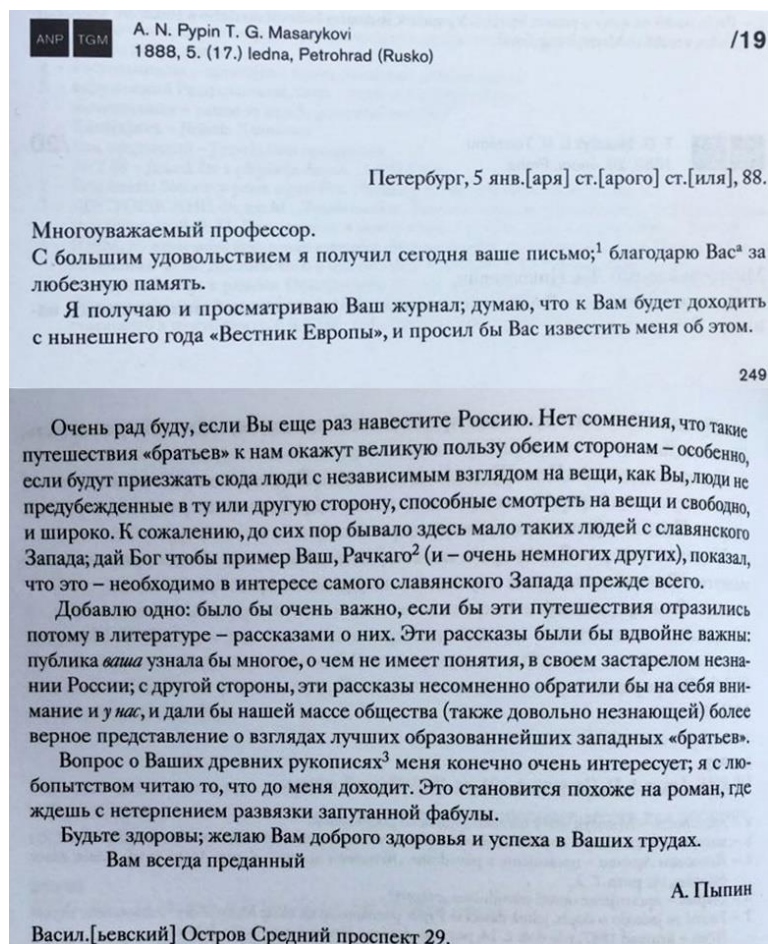 ANP TGM A. N. Pypin T. G. Masarykovi /19
1888, 5. (17.) ledna, Petrohrad (Rusko)
Петербург, 5 янв.[аря] ст.[арого] ст.[иля], 88.
Многоуважаемый профессор.
С большим удовольствием я получил сегодня ваше письмо;¹ благодарю Васᵃ за
любезную память.
Я получаю и просматриваю Ваш журнал; думаю, что к Вам будет доходить
с нынешнего года «Вестник Европы», и просил бы Вас известить меня об этом.
249
Очень рад буду, если Вы еще раз навестите Россию. Нет сомнения, что такие
путешествия «братьев» к нам окажут великую пользу обеим сторонам – особенно,
если будут приезжать сюда люди с независимым взглядом на вещи, как Вы, люди не
предубежденные в ту или другую сторону, способные смотреть на вещи и свободно,
и широко. К сожалению, до сих пор бывало здесь мало таких людей с славянского
Запада; дай Бог чтобы пример Ваш, Рачкаго² (и – очень немногих других), показал,
что это – необходимо в интересе самого славянского Запада прежде всего.
Добавлю одно: было бы очень важно, если бы эти путешествия отразились
потому в литературе – рассказами о них. Эти рассказы были бы вдвойне важны:
публика ваша узнала бы многое, о чем не имеет понятия, в своем застарелом незна-
нии России; с другой стороны, эти рассказы несомненно обратили бы на себя вни-
мание и у нас, и дали бы нашей массе общества (также довольно незнающей) более
верное представление о взглядах лучших образованнейших западных «братьев».
Вопрос о Ваших древних рукописях³ меня конечно очень интересует; я с лю-
бопытством читаю то, что до меня доходит. Это становится похоже на роман, где
ждешь с нетерпением развязки запутанной фабулы.
Будьте здоровы; желаю Вам доброго здоровья и успеха в Ваших трудах.
Вам всегда преданный
А. Пыпин
Васил.[ьевский] Остров Средний проспект 29.